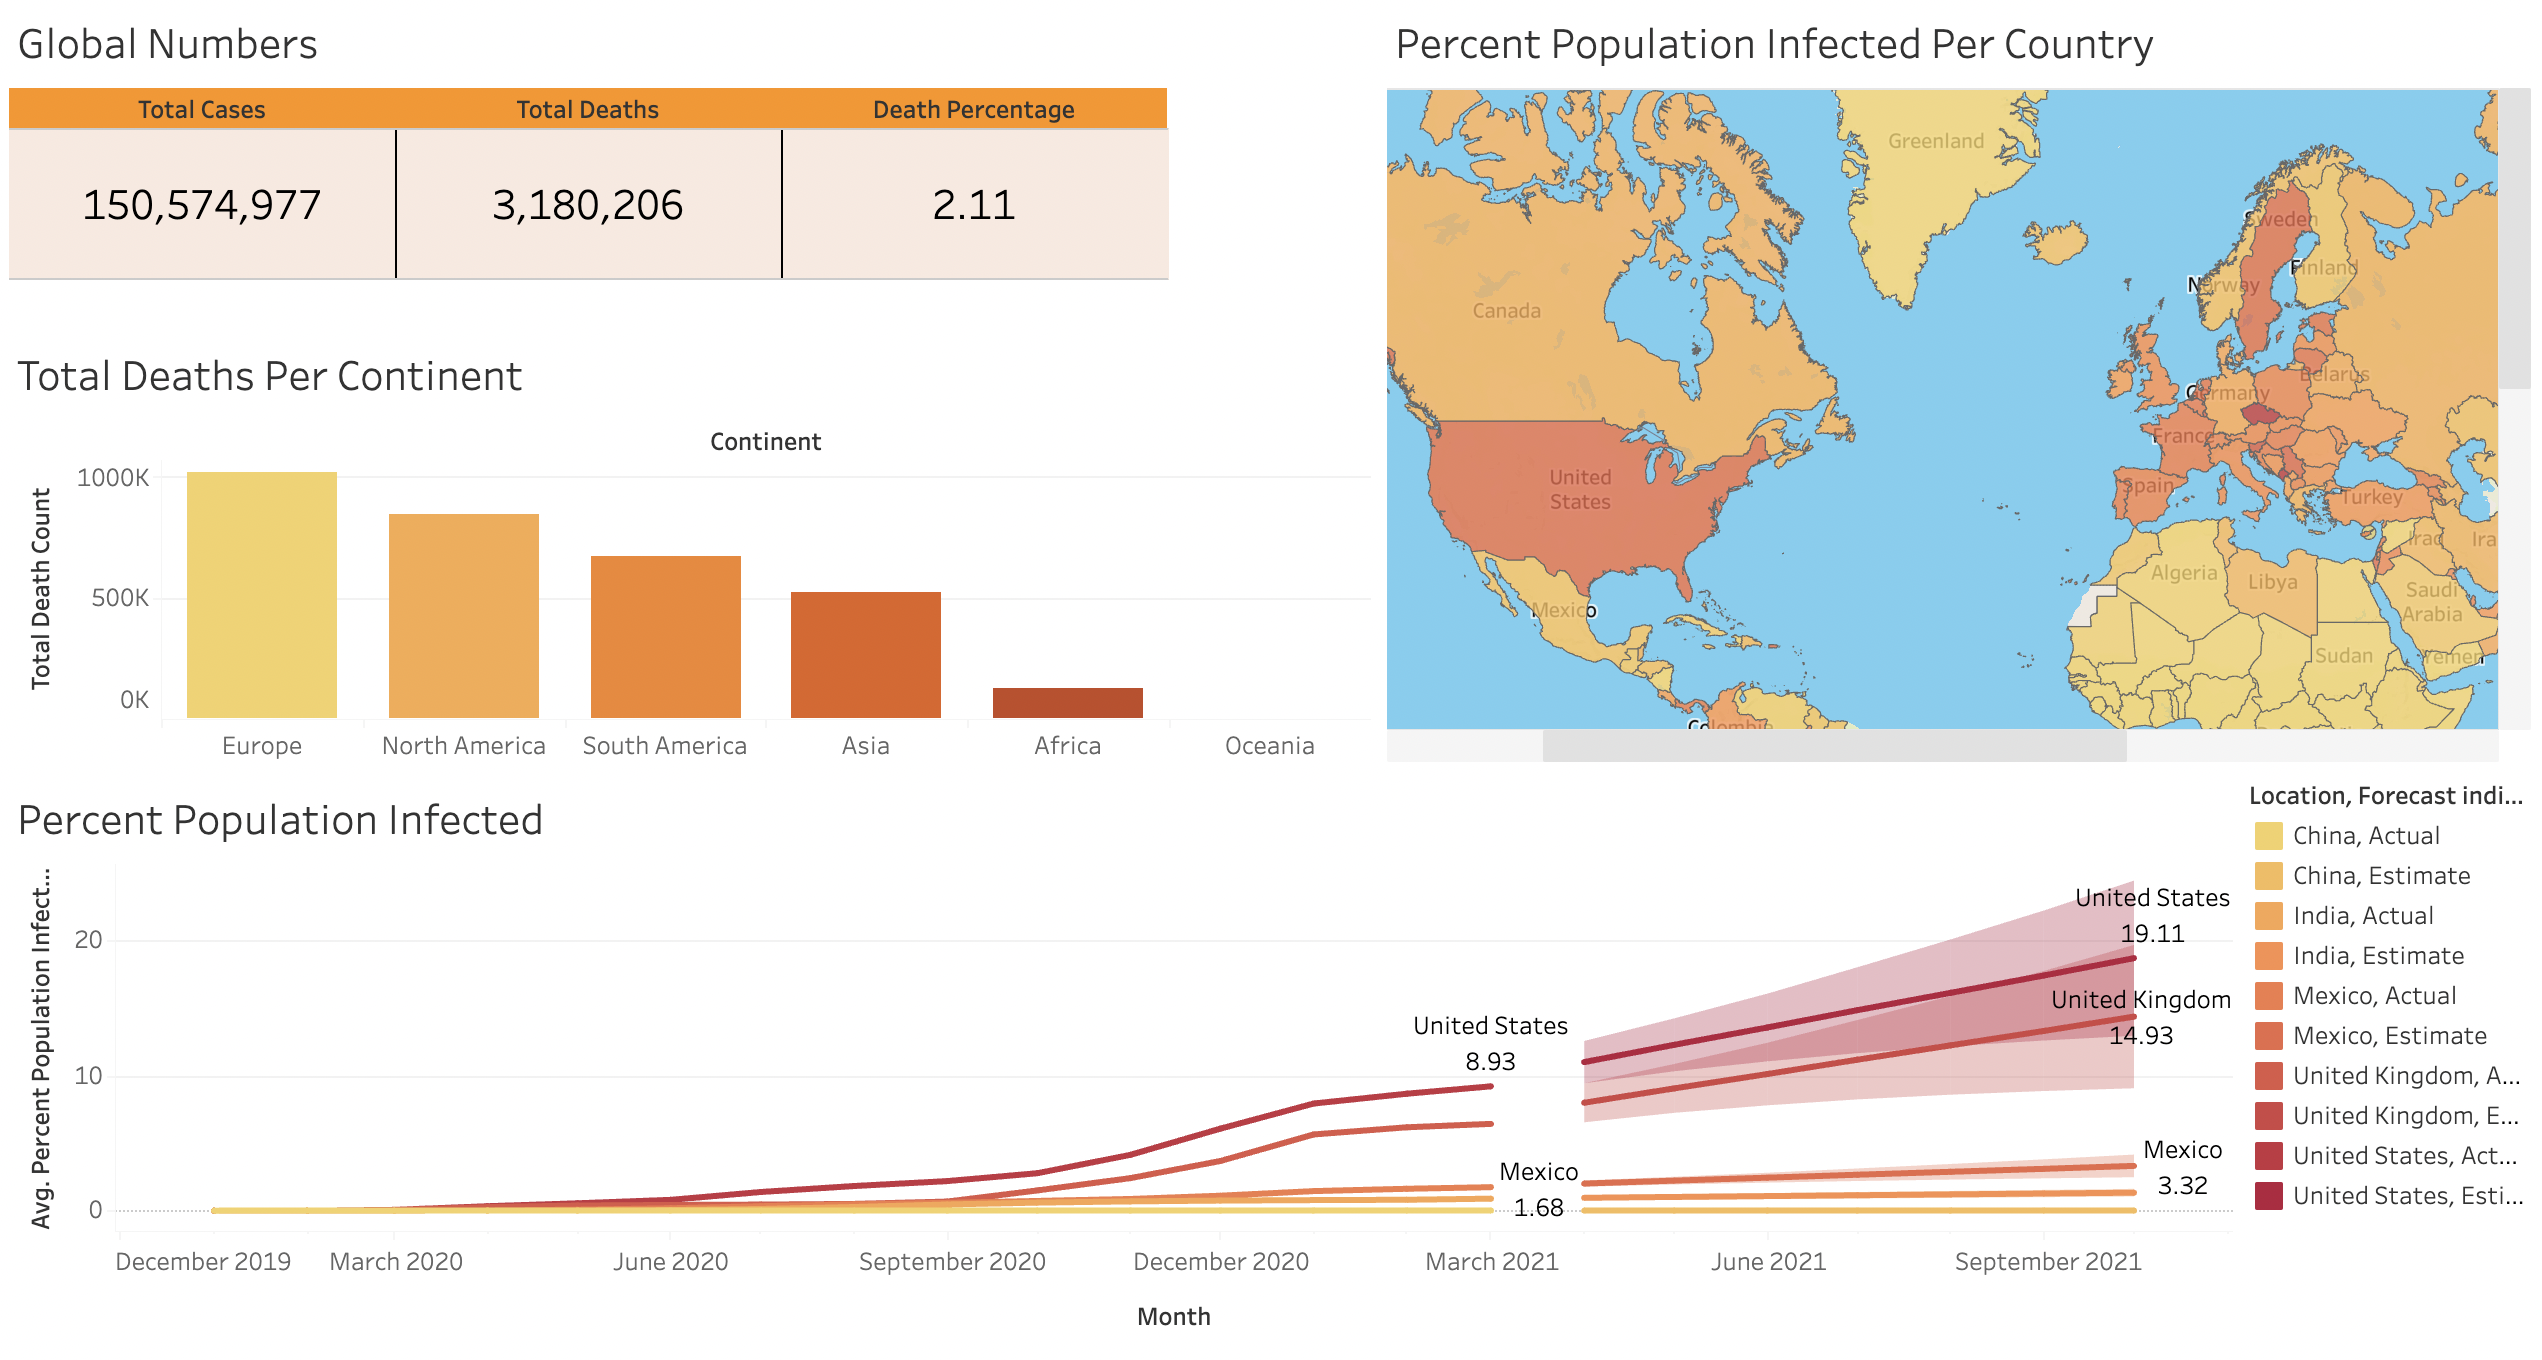 Global Numbers
Total Cases
Total Deaths
Death Percentage
150,574,977
3,180,206
2.11
Total Deaths Per Continent
Continent
Total Death Count
1000K
500K
0K
Europe
North America
South America
Asia
Africa
Oceania
Percent Population Infected Per Country
Greenland
Sweden
Finland
Norway
Canada
Belarus
Germany
France
United
States
Spain
Turkey
Iraq
Ira
Algeria
Libya
Saudi
Arabia
Mexico
Sudan
Yemen
Colombia
Percent Population Infected
Avg. Percent Population Infect...
20
10
0
United States
8.93
Mexico
1.68
United States
19.11
United Kingdom
14.93
Mexico
3.32
December 2019
March 2020
June 2020
September 2020
December 2020
March 2021
June 2021
September 2021
Month
Location, Forecast indi...
China, Actual
China, Estimate
India, Actual
India, Estimate
Mexico, Actual
Mexico, Estimate
United Kingdom, A...
United Kingdom, E...
United States, Act...
United States, Esti...